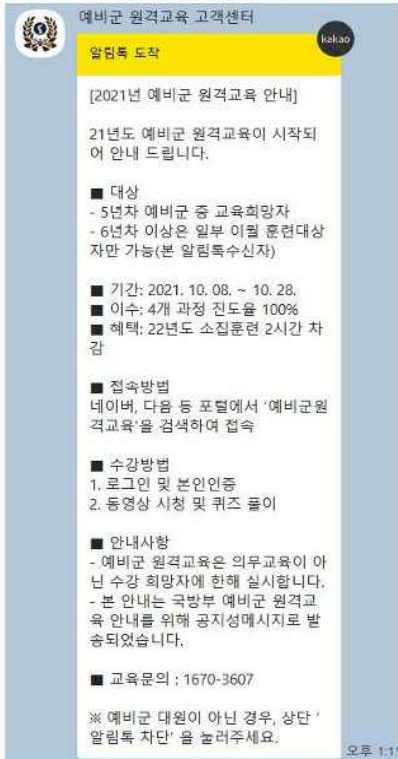 예비군 원격교육 고객센터
kakao
알림톡 도착
[2021년 예비군 원격교육 안내]
21년도 예비군 원격교육이 시작되
어 안내 드립니다.
■ 대상
- 5년차 예비군 중 교육희망자
- 6년차 이상은 일부 이월 훈련대상
자만 가능(본 알림톡수신자)
■ 기간: 2021. 10. 08. ~ 10. 28.
■ 이수: 4개 과정 진도율 100%
■ 혜택: 22년도 소집훈련 2시간 차
감
■ 접속방법
네이버, 다음 등 포털에서 '예비군원
격교육'을 검색하여 접속
■ 수강방법
1. 로그인 및 본인인증
2. 동영상 시청 및 퀴즈 풀이
■ 안내사항
- 예비군 원격교육은 의무교육이 아
닌 수강 희망자에 한해 실시합니다.
- 본 안내는 국방부 예비군 원격교
육 안내를 위해 공지성메시지로 발
송되었습니다.
■ 교육문의 : 1670-3607
※ 예비군 대원이 아닌 경우, 상단 '
알림톡 차단' 을 눌러주세요.
오후 1:11